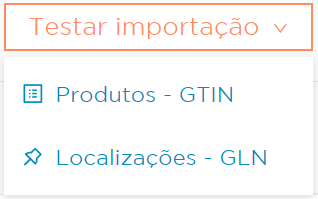 Testar importação
Produtos - GTIN
Localizações - GLN